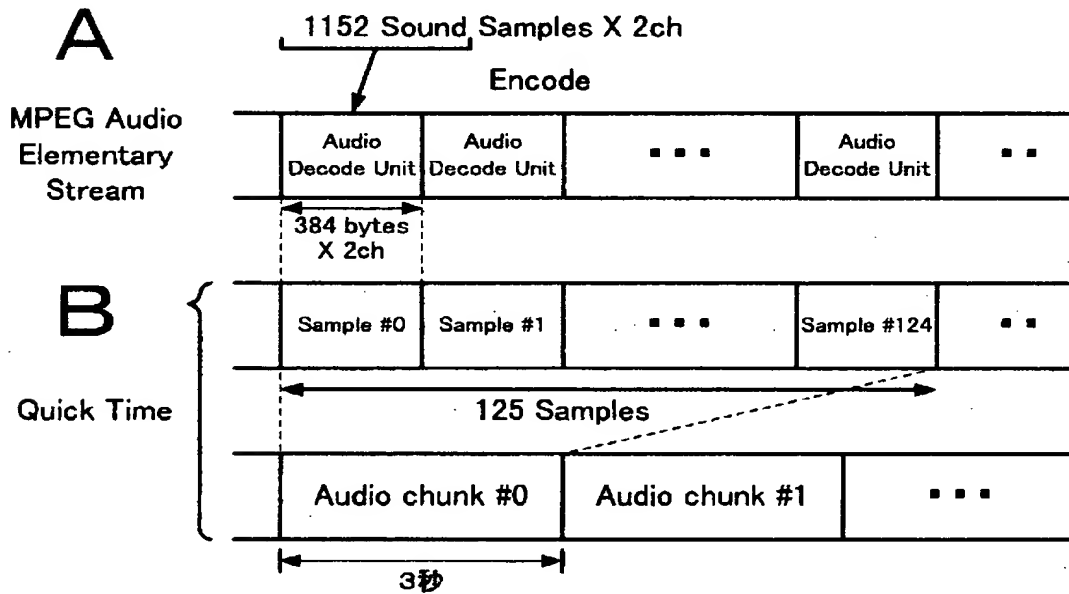 A
1152 Sound Samples X 2ch
Encode
MPEG Audio
Elementary
Stream
Audio
Decode Unit
Audio
Decode Unit
Audio
Decode Unit
384 bytes
X 2ch
B
Sample #0
Sample #1
Sample #124
Quick Time
125 Samples
Audio chunk #0
Audio chunk #1
3秒